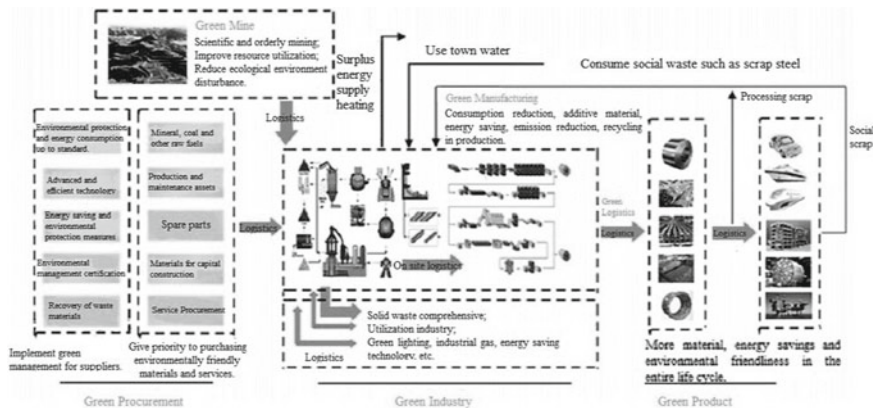 Green Mine
Scientific and orderly mining;
Improve resource utilization;
Reduce ecological environment
disturbance.
Surplus
energy
supply
heating
Use town water
Consume social waste such as scrap steel
Green Manufacturing
Consumption reduction, additive material,
energy saving, emission reduction, recycling
in production.
Processing scrap
Social
scrap
Logistics
Environmental protection
and energy consumption
up to standard.
Advanced and
efficient technology
Energy saving and
environmental
protection measures
Environmental
management certification
Recovery of waste
materials
Mineral, coal and
other raw fuels
Production and
maintenance assets
Spare parts
Materials for capital
construction
Service Procurement
Logistics
On site logistics
Green
Logistics
Logistics
Logistics
Solid waste comprehensive;
Utilization industry;
Green lighting, industrial gas, energy saving
technology, etc.
Logistics
Implement green
management for suppliers.
Give priority to purchasing
environmentally friendly
materials and services.
More material, energy savings and
environmental friendliness in the
entire life cycle.
Green Procurement
Green Industry
Green Product